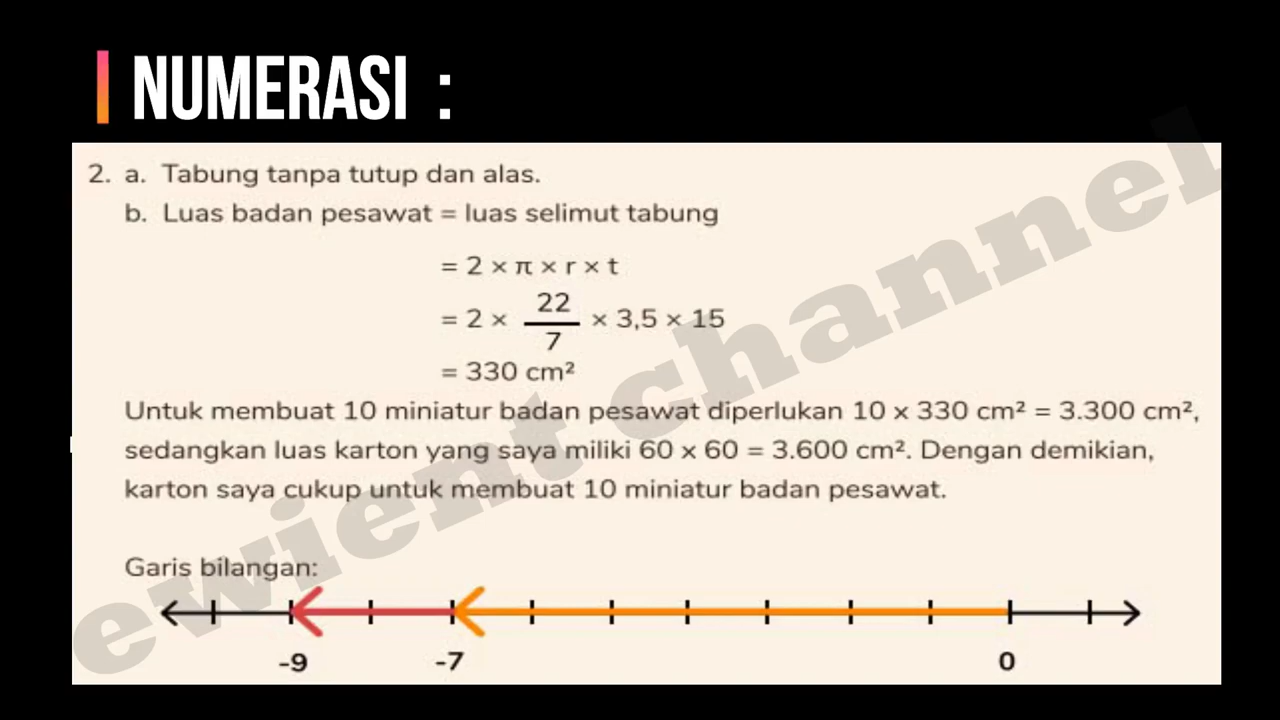 NUMERASI :
2. a. Tabung tanpa tutup dan alas.
b. Luas badan pesawat = luas selimut tabung
= 2 × π × r × t
= 2 × 22/7 × 3,5 × 15
= 330 cm²
Untuk membuat 10 miniatur badan pesawat diperlukan 10 x 330 cm² = 3.300 cm²,
sedangkan luas karton yang saya miliki 60 x 60 = 3.600 cm². Dengan demikian,
karton saya cukup untuk membuat 10 miniatur badan pesawat.
Garis bilangan:
-9 -7 0
ewient channel